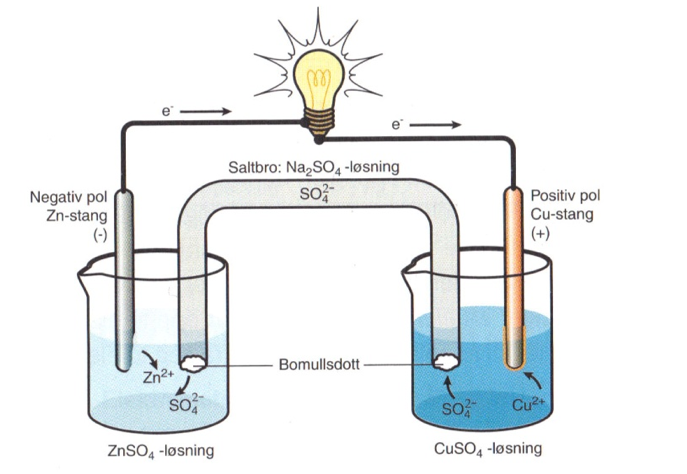 e⁻
e⁻
Saltbro: Na₂SO₄ -løsning
SO₄²⁻
Negativ pol
Zn-stang
(-)
Positiv pol
Cu-stang
(+)
Bomullsdott
Zn²⁺
SO₄²⁻
SO₄²⁻
Cu²⁺
ZnSO₄ -løsning
CuSO₄ -løsning